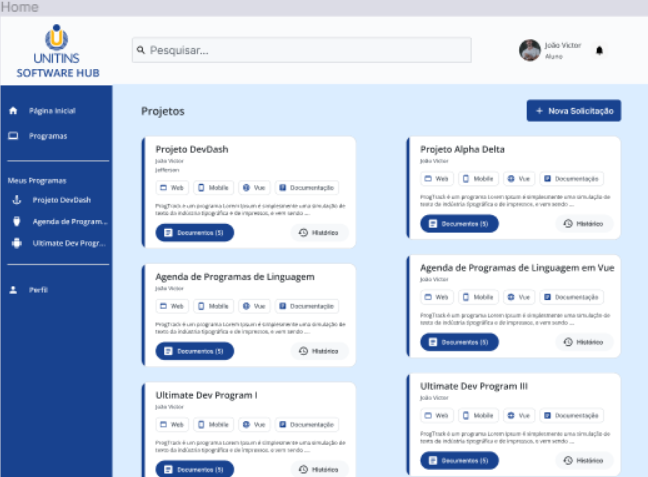 Home
UNITINS
SOFTWARE HUB
Pesquisar...
João Victor
Aluno
Página Inicial
Programas
Meus Programas
Projeto DevDash
Agenda de Program...
Ultimate Dev Progr...
Perfil
Projetos
+ Nova Solicitação
Projeto DevDash
João Victor
Jefferson
Web Mobile Vue Documentação
ProgTrack é um programa Lorem Ipsum é simplesmente uma simulação de
texto da indústria tipográfica e de impressos, e vem sendo ...
Documentos (5) Histórico
Projeto Alpha Delta
João Victor
Web Mobile Vue Documentação
ProgTrack é um programa Lorem Ipsum é simplesmente uma simulação de
texto da indústria tipográfica e de impressos, e vem sendo ...
Documentos (5) Histórico
Agenda de Programas de Linguagem
João Victor
Web Mobile Vue Documentação
ProgTrack é um programa Lorem Ipsum é simplesmente uma simulação de
texto da indústria tipográfica e de impressos, e vem sendo ...
Documentos (5) Histórico
Agenda de Programas de Linguagem em Vue
João Victor
Web Mobile Vue Documentação
ProgTrack é um programa Lorem Ipsum é simplesmente uma simulação de
texto da indústria tipográfica e de impressos, e vem sendo ...
Documentos (5) Histórico
Ultimate Dev Program I
João Victor
Web Mobile Vue Documentação
ProgTrack é um programa Lorem Ipsum é simplesmente uma simulação de
texto da indústria tipográfica e de impressos, e vem sendo ...
Documentos (5) Histórico
Ultimate Dev Program III
João Victor
Web Mobile Vue Documentação
ProgTrack é um programa Lorem Ipsum é simplesmente uma simulação de
texto da indústria tipográfica e de impressos, e vem sendo ...
Documentos (5) Histórico